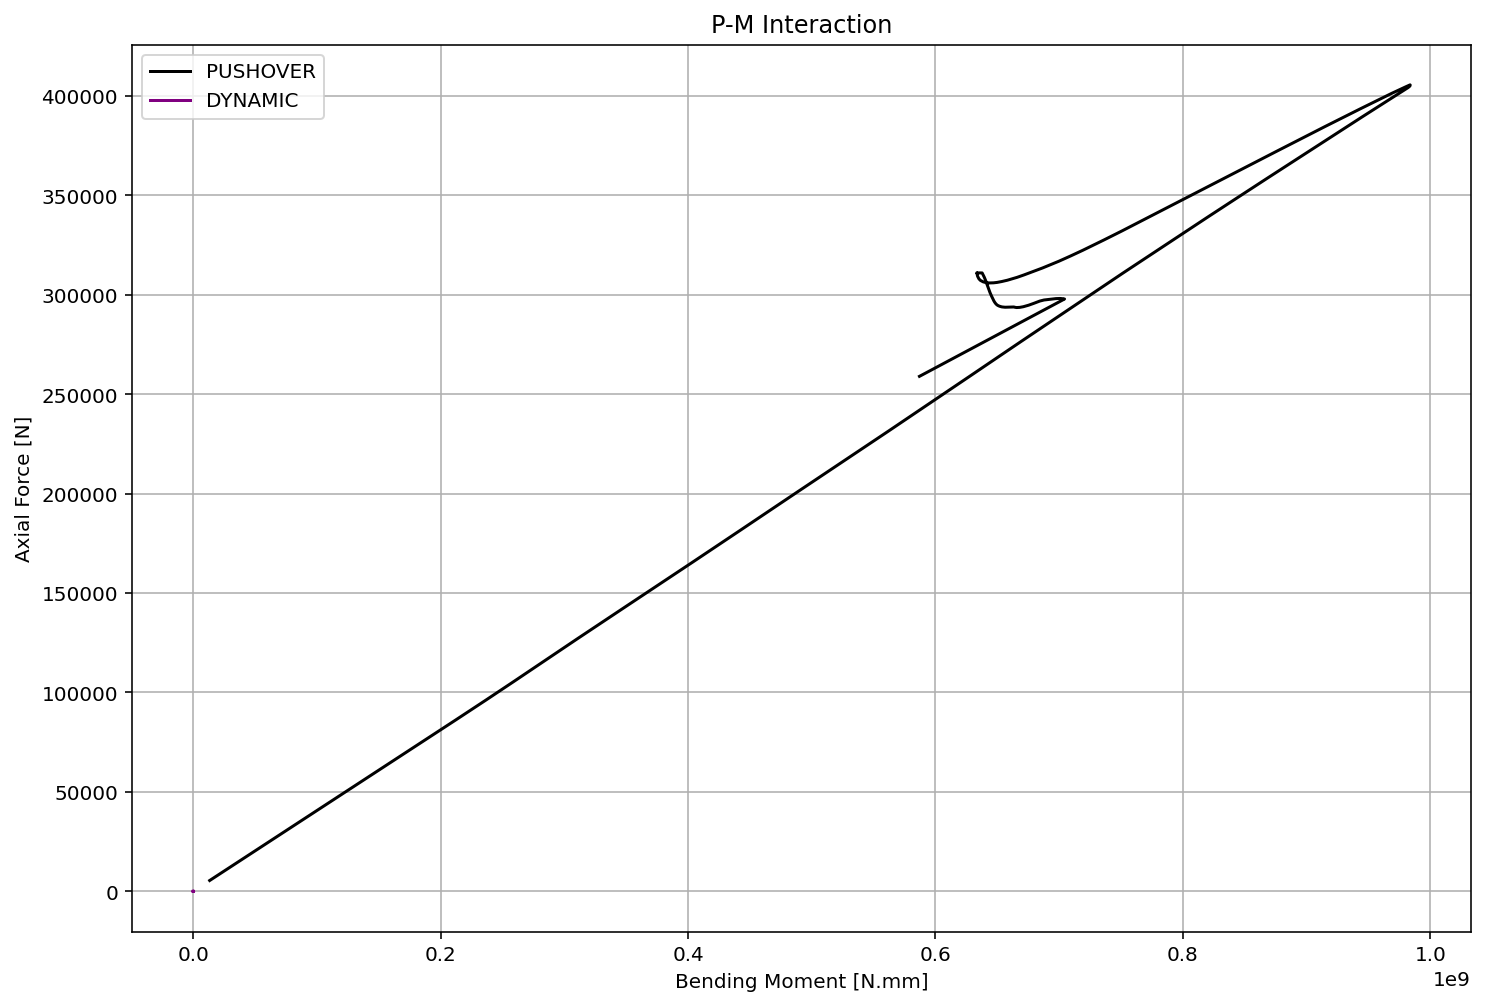 P-M Interaction
PUSHOVER
DYNAMIC
400000
350000
300000
250000
200000
150000
100000
50000
0
Axial Force [N]
0.0 0.2 0.4 0.6 0.8 1.0
1e9
Bending Moment [N.mm]